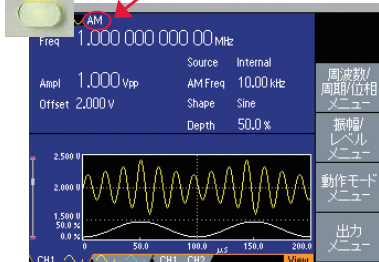 AM
Freq 1.000 000 000 00 MHz
Source Internal
Ampl 1.000 Vpp AM Freq 10.00 kHz
Offset 2.000 V Shape Sine
Depth 50.0 %
周波数/
周期/位相
メニュー
振幅/
レベル
メニュー
動作モード
メニュー
出力
メニュー
2.500 U
2.000 U
1.500 U
50.0 %
0.0 %
0 50.0 100.0 μs 150.0 200.0
CH1 CH1 CH2 View